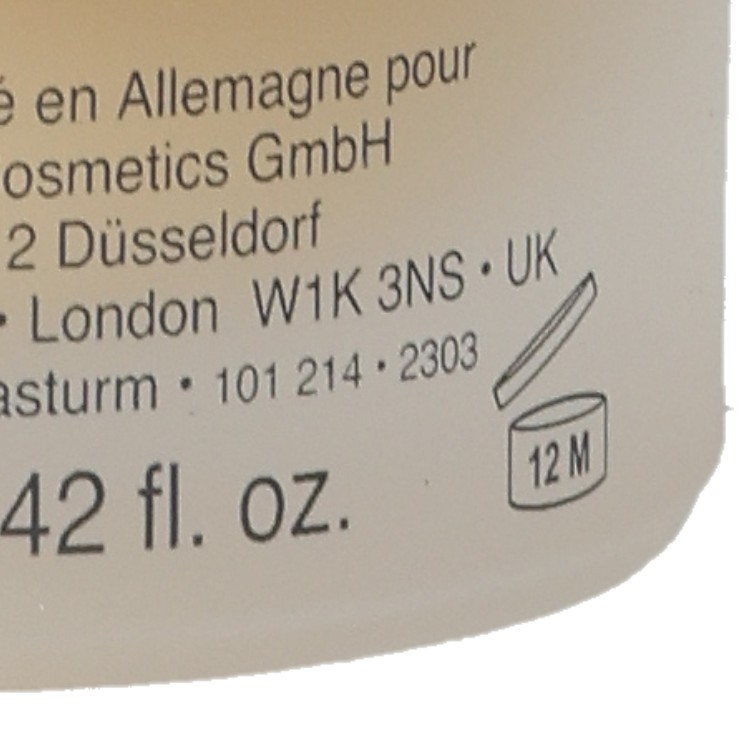 é en Allemagne pour
osmetics GmbH
2 Düsseldorf
• London W1K 3NS • UK
asturm • 101 214 • 2303
42 fl. oz.
12 M